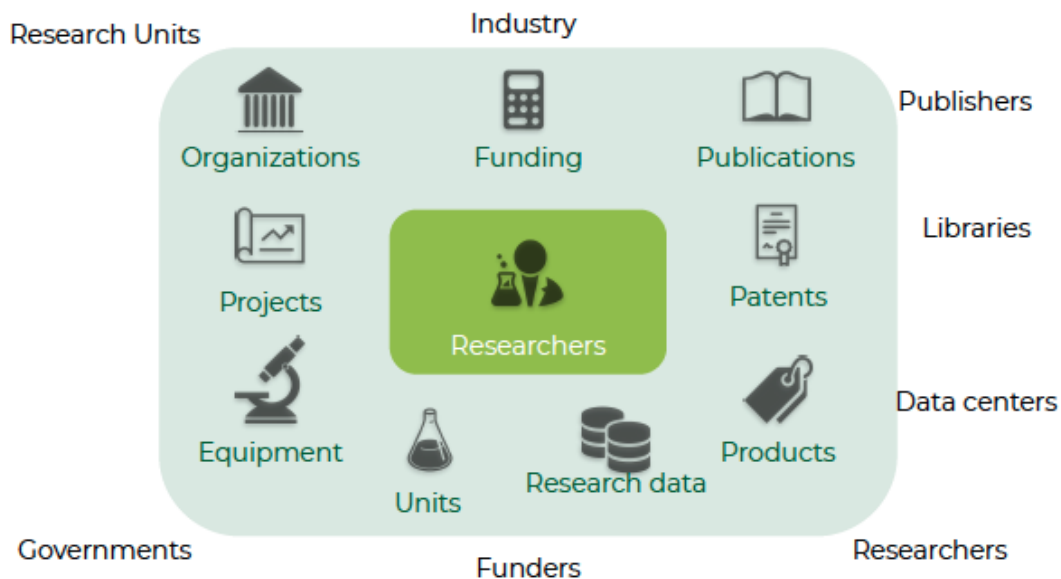 Research Units
Industry
Publishers
Organizations
Funding
Publications
Libraries
Projects
Researchers
Patents
Data centers
Equipment
Units
Research data
Products
Governments
Funders
Researchers